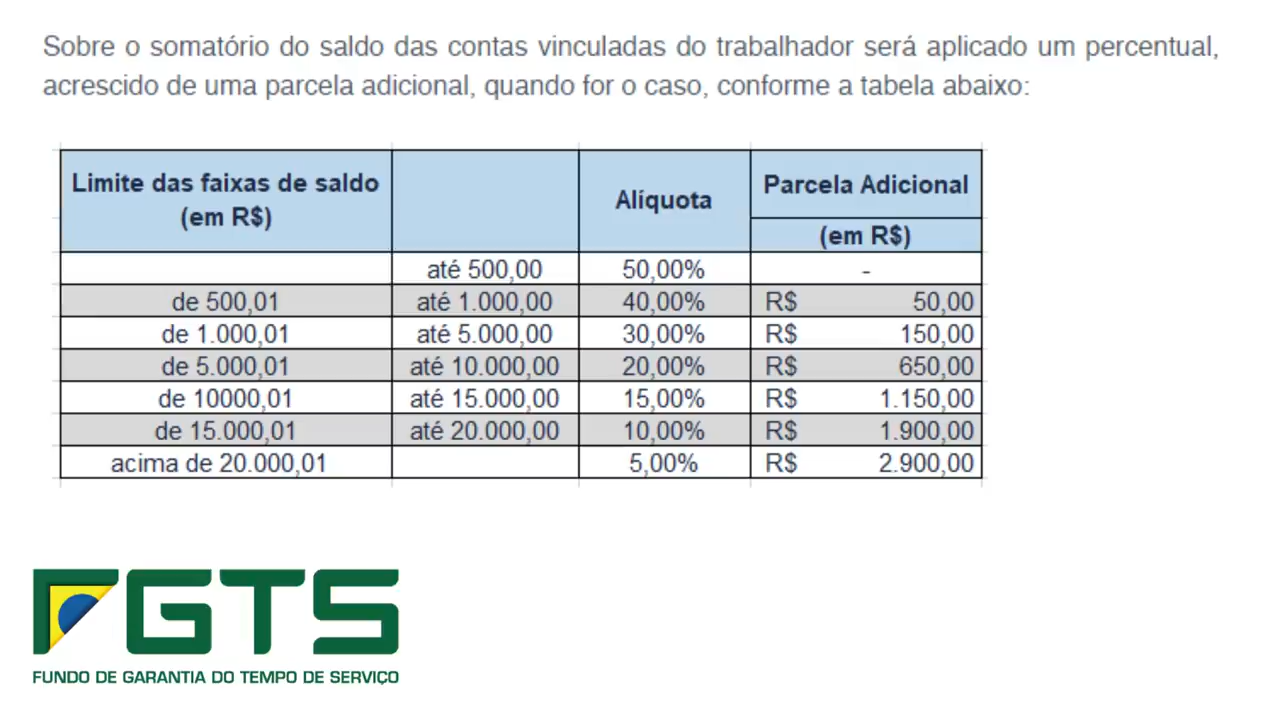 Sobre o somatório do saldo das contas vinculadas do trabalhador será aplicado um percentual,
acrescido de uma parcela adicional, quando for o caso, conforme a tabela abaixo:
Limite das faixas de saldo
(em R$)
Alíquota
Parcela Adicional
(em R$)
até 500,00 50,00% -
de 500,01 até 1.000,00 40,00% R$ 50,00
de 1.000,01 até 5.000,00 30,00% R$ 150,00
de 5.000,01 até 10.000,00 20,00% R$ 650,00
de 10000,01 até 15.000,00 15,00% R$ 1.150,00
de 15.000,01 até 20.000,00 10,00% R$ 1.900,00
acima de 20.000,01 5,00% R$ 2.900,00
FGTS
FUNDO DE GARANTIA DO TEMPO DE SERVIÇO